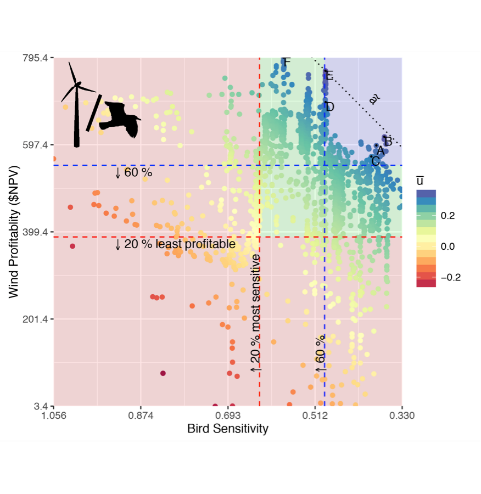 795.4
597.4
399.4
201.4
3.4
Wind Profitability ($NPV)
1.056
0.874
0.693
0.512
0.330
Bird Sensitivity
↓ 60 %
↓ 20 % least profitable
↑ 20 % most sensitive
↑ 60 %
F
E
D
B
A
C
u̅
0.2
0.0
−0.2